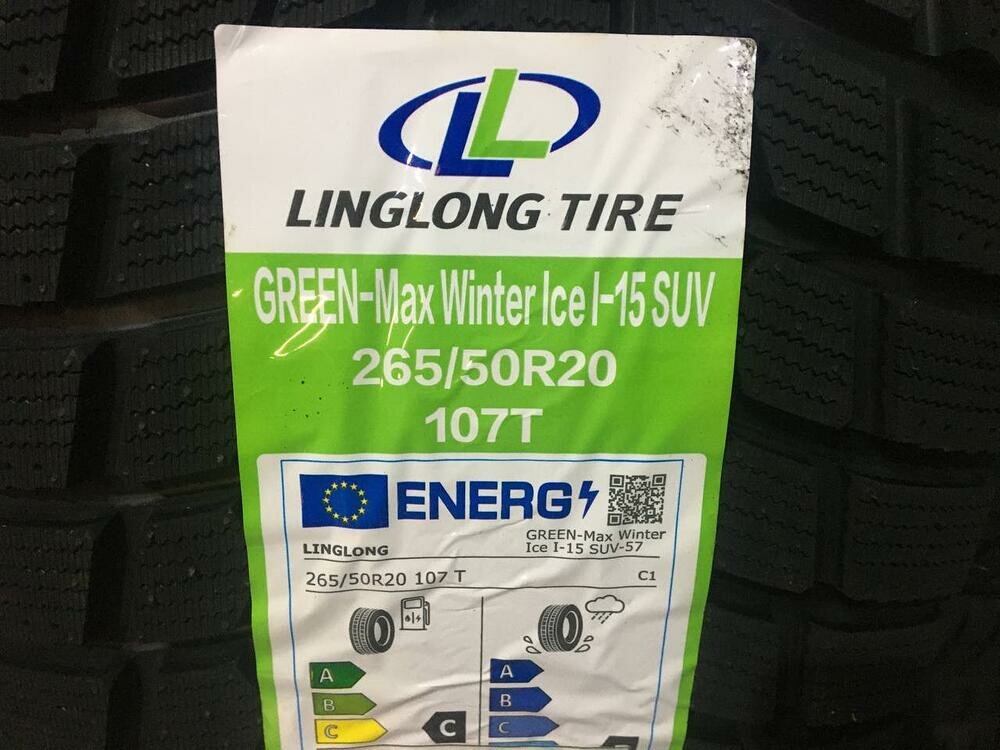 LL
LINGLONG TIRE
GREEN-Max Winter Ice I-15 SUV
265/50R20
107T
ENERG
LINGLONG
GREEN-Max Winter
Ice I-15 SUV-57
265/50R20 107 T
C1
A
A
B
B
C
C
C